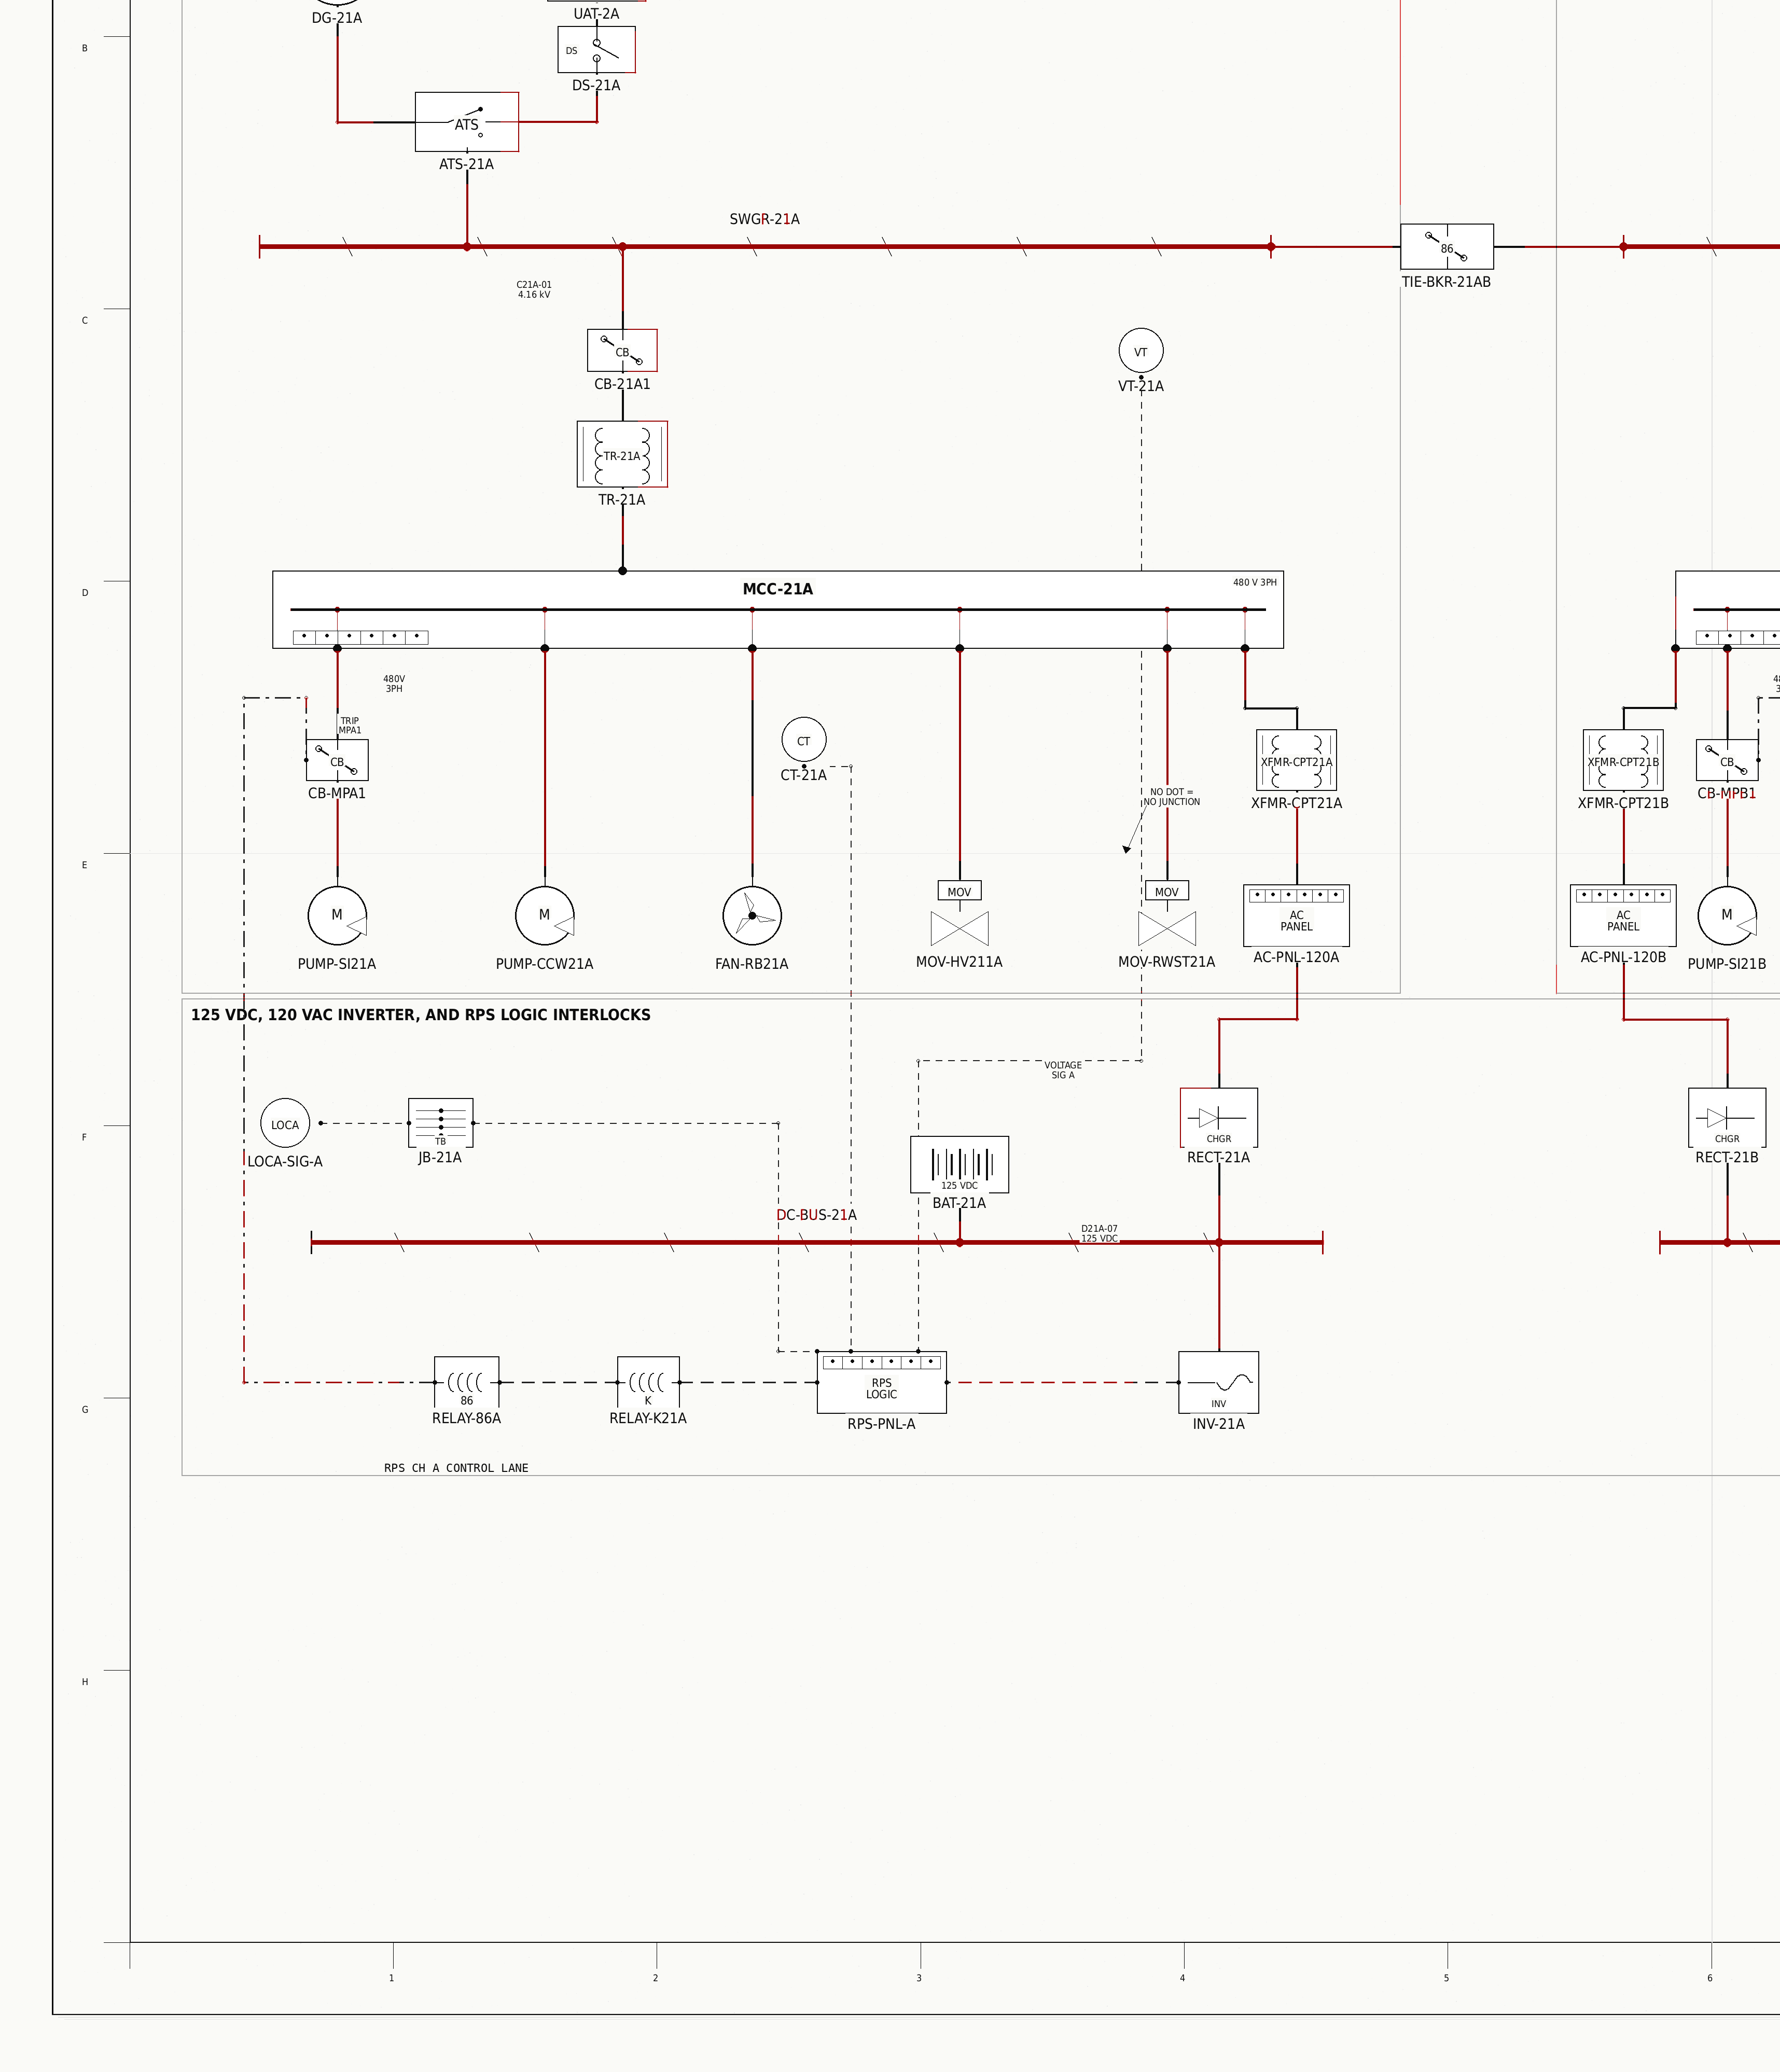 DG-21A
UAT-2A
B
DS
DS-21A
ATS
ATS-21A
SWGR-21A
86
TIE-BKR-21AB
C21A-01
4.16 kV
C
CB
CB-21A1
VT
VT-21A
TR-21A
TR-21A
D
MCC-21A
480 V 3PH
480V
3PH
TRIP
MPA1
CB
CB-MPA1
CT
CT-21A
NO DOT =
NO JUNCTION
XFMR-CPT21A
XFMR-CPT21A
XFMR-CPT21B
XFMR-CPT21B
CB
CB-MPB1
E
M
PUMP-SI21A
M
PUMP-CCW21A
FAN-RB21A
MOV
MOV-HV211A
MOV
MOV-RWST21A
AC
PANEL
AC-PNL-120A
AC
PANEL
AC-PNL-120B
M
PUMP-SI21B
125 VDC, 120 VAC INVERTER, AND RPS LOGIC INTERLOCKS
VOLTAGE
SIG A
F
LOCA
LOCA-SIG-A
TB
JB-21A
125 VDC
BAT-21A
CHGR
RECT-21A
CHGR
RECT-21B
DC-BUS-21A
D21A-07
125 VDC
G
86
RELAY-86A
K
RELAY-K21A
RPS
LOGIC
RPS-PNL-A
INV
INV-21A
RPS CH A CONTROL LANE
H
1
2
3
4
5
6